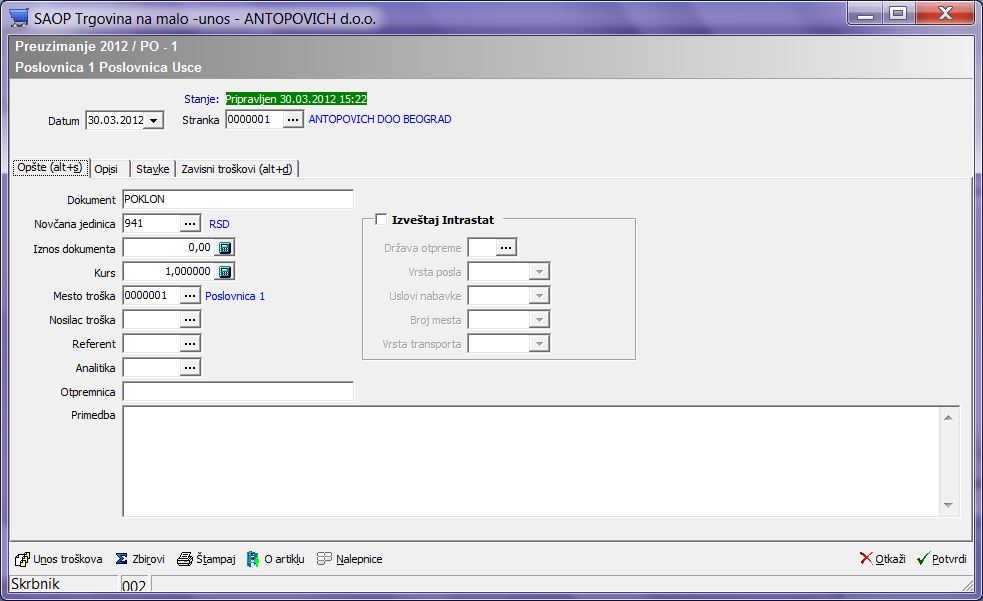 SAOP Trgovina na malo -unos - ANTOPOVICH d.o.o.
Preuzimanje 2012 / PO - 1
Poslovnica 1 Poslovnica Usce
Stanje: Pripravljen 30.03.2012 15:22
Datum 30.03.2012 Stranka 0000001 ... ANTOPOVICH DOO BEOGRAD
Opšte (alt+s) Opisi Stavke Zavisni troškovi (alt+d)
Dokument POKLON
Novčana jedinica 941 ... RSD
Izveštaj Intrastat
Iznos dokumenta 0,00
Država otpreme ...
Kurs 1,000000
Vrsta posla
Mesto troška 0000001 ... Poslovnica 1
Uslovi nabavke
Nosilac troška ...
Broj mesta
Referent ...
Vrsta transporta
Analitika ...
Otpremnica
Primedba
Unos troškova Zbirovi Štampaj O artiklu Nalepnice Otkaži Potvrdi
Skrbnik 002